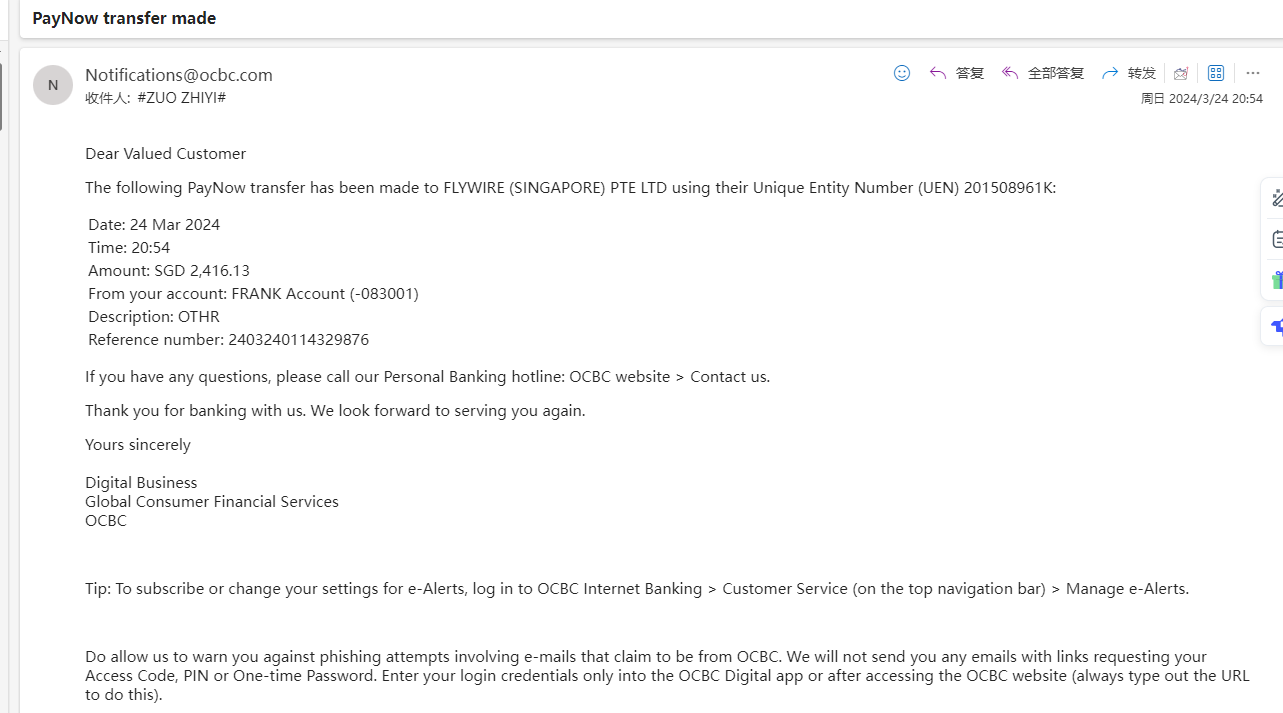 PayNow transfer made
N
Notifications@ocbc.com
答复
全部答复
转发
收件人: #ZUO ZHIYI#
周日 2024/3/24 20:54
Dear Valued Customer
The following PayNow transfer has been made to FLYWIRE (SINGAPORE) PTE LTD using their Unique Entity Number (UEN) 201508961K:
Date: 24 Mar 2024
Time: 20:54
Amount: SGD 2,416.13
From your account: FRANK Account (-083001)
Description: OTHR
Reference number: 2403240114329876
If you have any questions, please call our Personal Banking hotline: OCBC website > Contact us.
Thank you for banking with us. We look forward to serving you again.
Yours sincerely
Digital Business
Global Consumer Financial Services
OCBC
Tip: To subscribe or change your settings for e-Alerts, log in to OCBC Internet Banking > Customer Service (on the top navigation bar) > Manage e-Alerts.
Do allow us to warn you against phishing attempts involving e-mails that claim to be from OCBC. We will not send you any emails with links requesting your
Access Code, PIN or One-time Password. Enter your login credentials only into the OCBC Digital app or after accessing the OCBC website (always type out the URL
to do this).